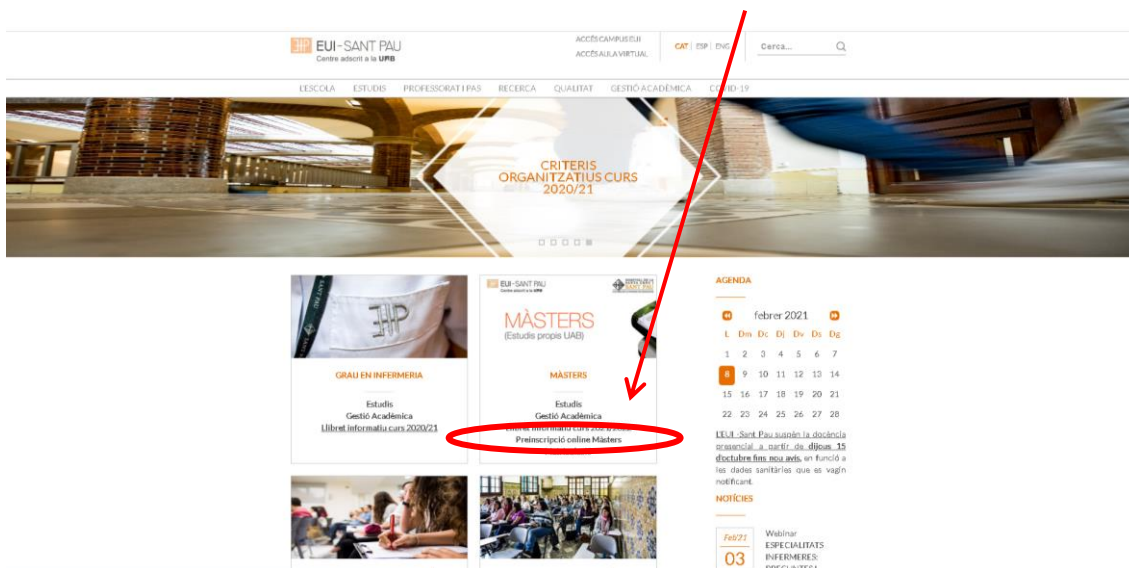 EUI-SANT PAU
Centre adscrit a la UAB
ACCÉS CAMPUS EUI
ACCÉS AULA VIRTUAL
CAT | ESP | ENG
Cerca...
L'ESCOLA ESTUDIS PROFESSORAT I PAS RECERCA QUALITAT GESTIÓ ACADÈMICA COVID-19
CRITERIS
ORGANITZATIUS CURS
2020/21
GRAU EN INFERMERIA
Estudis
Gestió Acadèmica
Llibret informatiu curs 2020/21
EUI-SANT PAU
MÀSTERS
(Estudis propis UAB)
MÀSTERS
Estudis
Gestió Acadèmica
Preinscripció online Màsters
AGENDA
febrer 2021
L Dm Dc Dj Dv Ds Dg
1 2 3 4 5 6 7
8 9 10 11 12 13 14
15 16 17 18 19 20 21
22 23 24 25 26 27 28
L'EUI -Sant Pau suspèn la docència
presencial a partir de dijous 15
d'octubre fins nou avís, en funció a
les dades sanitàries que es vagin
notificant.
NOTÍCIES
Feb'21
03
Webinar
ESPECIALITATS
INFERMERES: